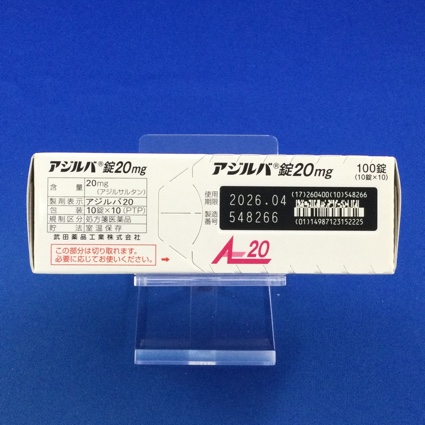 アジルバ®錠20mg
含量 20mg
(アジルサルタン)
製剤表示 アジルバ20
包装 10錠×10(PTP)
規制区分 処方箋医薬品
貯法 室温保存
武田薬品工業株式会社
この部分は切り取れます。
必要に応じてお使いください。
→
アジルバ®錠20mg
100錠
(10錠×10)
使用
期限
2026.04
製造
番号
548266
(17)260400(10)548266
(01)14987123152225
A 20